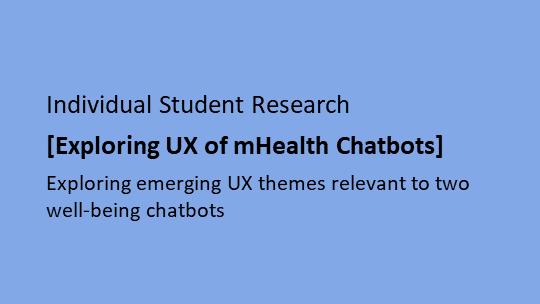 Individual Student Research
[Exploring UX of mHealth Chatbots]
Exploring emerging UX themes relevant to two
well-being chatbots